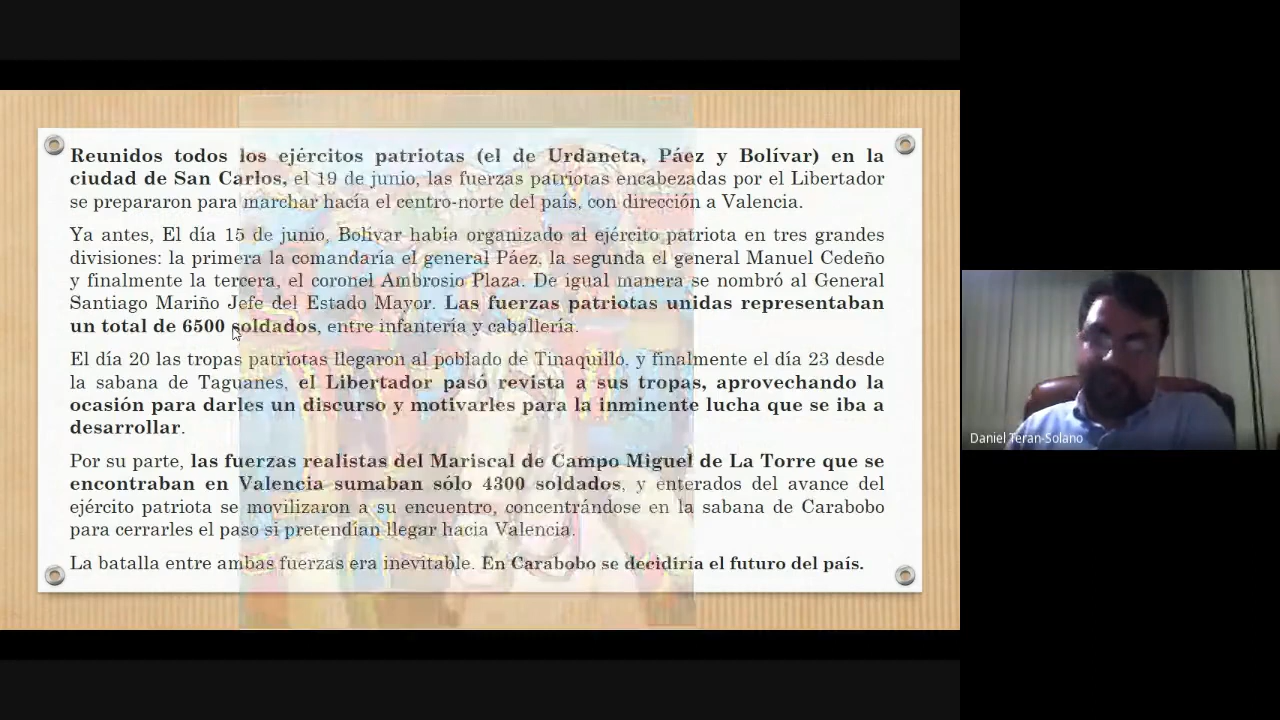 Reunidos todos los ejércitos patriotas (el de Urdaneta, Páez y Bolívar) en la
ciudad de San Carlos, el 19 de junio, las fuerzas patriotas encabezadas por el Libertador
se prepararon para marchar hacía el centro-norte del país, con dirección a Valencia.
Ya antes, El día 15 de junio, Bolívar había organizado al ejército patriota en tres grandes
divisiones: la primera la comandaría el general Páez, la segunda el general Manuel Cedeño
y finalmente la tercera, el coronel Ambrosio Plaza. De igual manera se nombró al General
Santiago Mariño Jefe del Estado Mayor. Las fuerzas patriotas unidas representaban
un total de 6500 soldados, entre infantería y caballería.
El día 20 las tropas patriotas llegaron al poblado de Tinaquillo, y finalmente el día 23 desde
la sabana de Taguanes, el Libertador pasó revista a sus tropas, aprovechando la
ocasión para darles un discurso y motivarles para la inminente lucha que se iba a
desarrollar.
Por su parte, las fuerzas realistas del Mariscal de Campo Miguel de La Torre que se
encontraban en Valencia sumaban sólo 4300 soldados, y enterados del avance del
ejército patriota se movilizaron a su encuentro, concentrándose en la sabana de Carabobo
para cerrarles el paso si pretendían llegar hacía Valencia.
La batalla entre ambas fuerzas era inevitable. En Carabobo se decidiría el futuro del país.
Daniel Teran-Solano